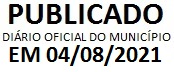 PUBLICADO
DIÁRIO OFICIAL DO MUNICÍPIO
EM 04/08/2021